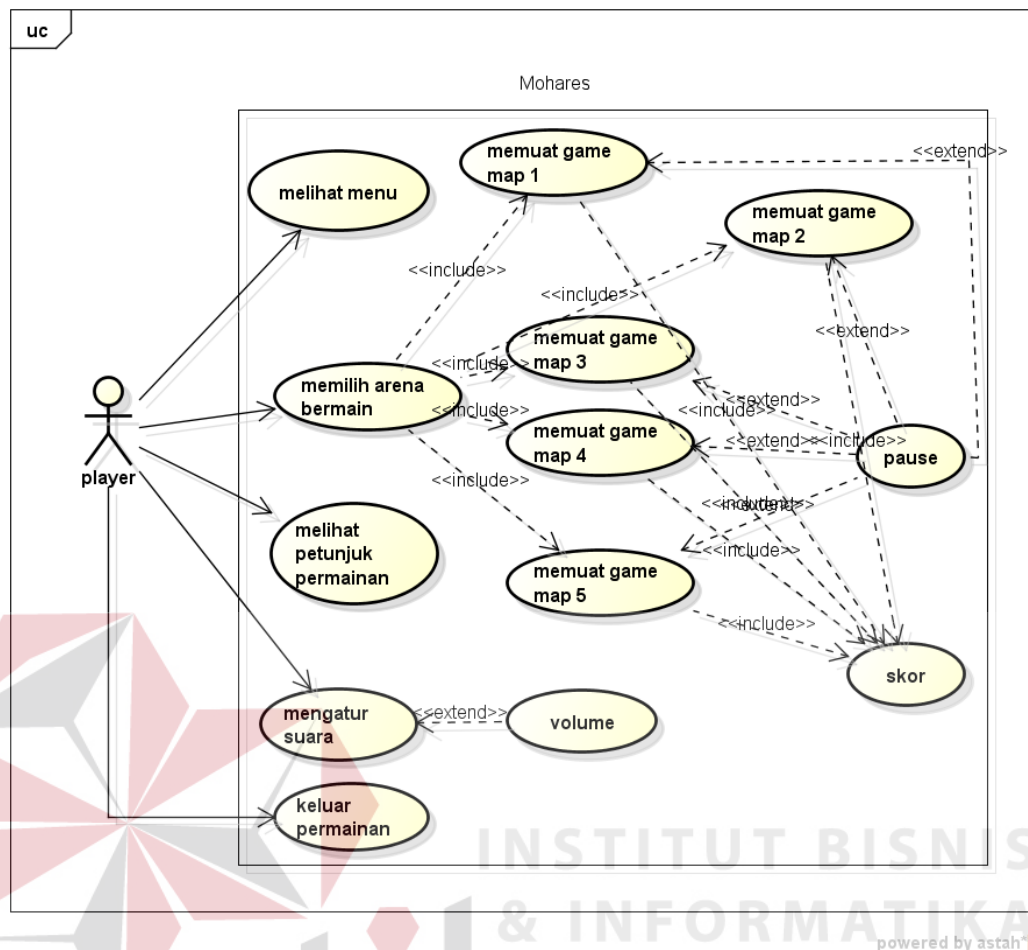 uc
Mohares
melihat menu
memuat game
map 1
<<extend>>
memuat game
map 2
<<include>>
<<include>>
<<extend>>
memuat game
map 3
<<include>>
memilih arena
bermain
<<extend>>
<<include>>
<<include>>
memuat game
map 4
<<extend>>
<<include>>
pause
player
<<include>>
<<include>>
<<extend>>
melihat
petunjuk
permainan
<<include>>
memuat game
map 5
<<include>>
skor
mengatur
suara
<<extend>>
volume
keluar
permainan
INSTITUT BISNIS
& INFORMATIKA
powered by astah